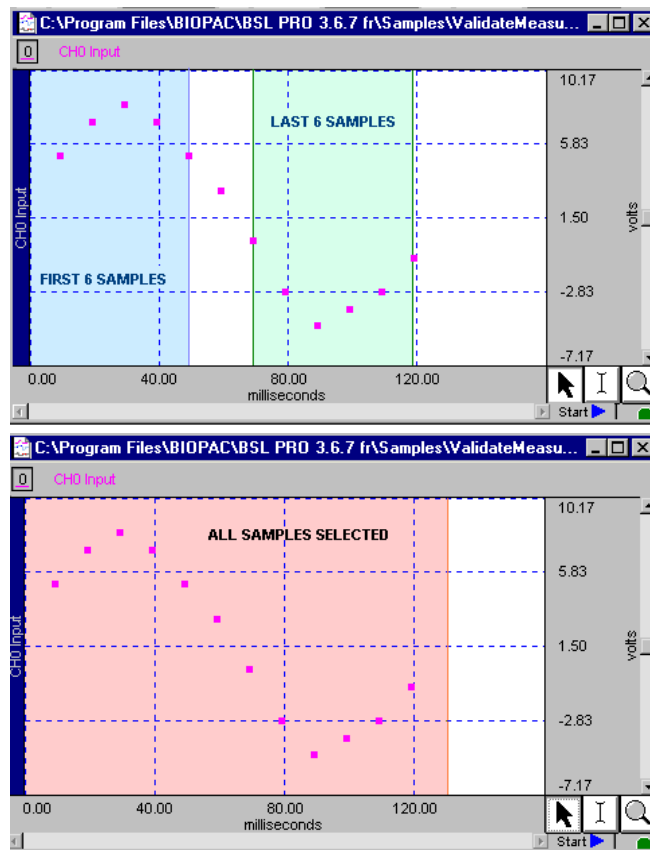 C:\Program Files\BIOPAC\BSL PRO 3.6.7 fr\Samples\ValidateMeasu...
0 CH0 Input
10.17
LAST 6 SAMPLES
5.83
CH0 Input
1.50
volts
FIRST 6 SAMPLES
-2.83
-7.17
0.00 40.00 80.00 120.00
milliseconds
Start
C:\Program Files\BIOPAC\BSL PRO 3.6.7 fr\Samples\ValidateMeasu...
0 CH0 Input
10.17
ALL SAMPLES SELECTED
5.83
CH0 Input
1.50
volts
-2.83
-7.17
0.00 40.00 80.00 120.00
milliseconds
Start